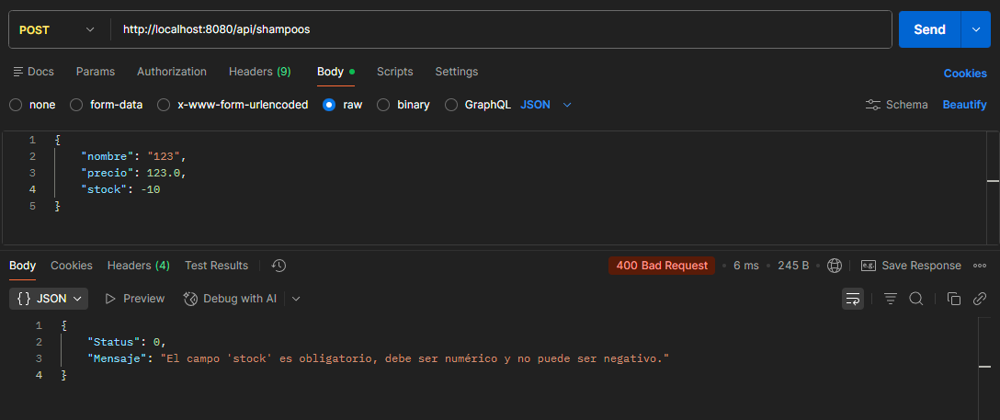 POST http://localhost:8080/api/shampoos Send
Docs Params Authorization Headers (9) Body Scripts Settings Cookies
none form-data x-www-form-urlencoded raw binary GraphQL JSON Schema Beautify
1 {
2 "nombre": "123",
3 "precio": 123.0,
4 "stock": -10
5 }
Body Cookies Headers (4) Test Results 400 Bad Request • 6 ms • 245 B e.g. Save Response
{} JSON Preview Debug with AI
1 {
2 "Status": 0,
3 "Mensaje": "El campo 'stock' es obligatorio, debe ser numérico y no puede ser negativo."
4 }